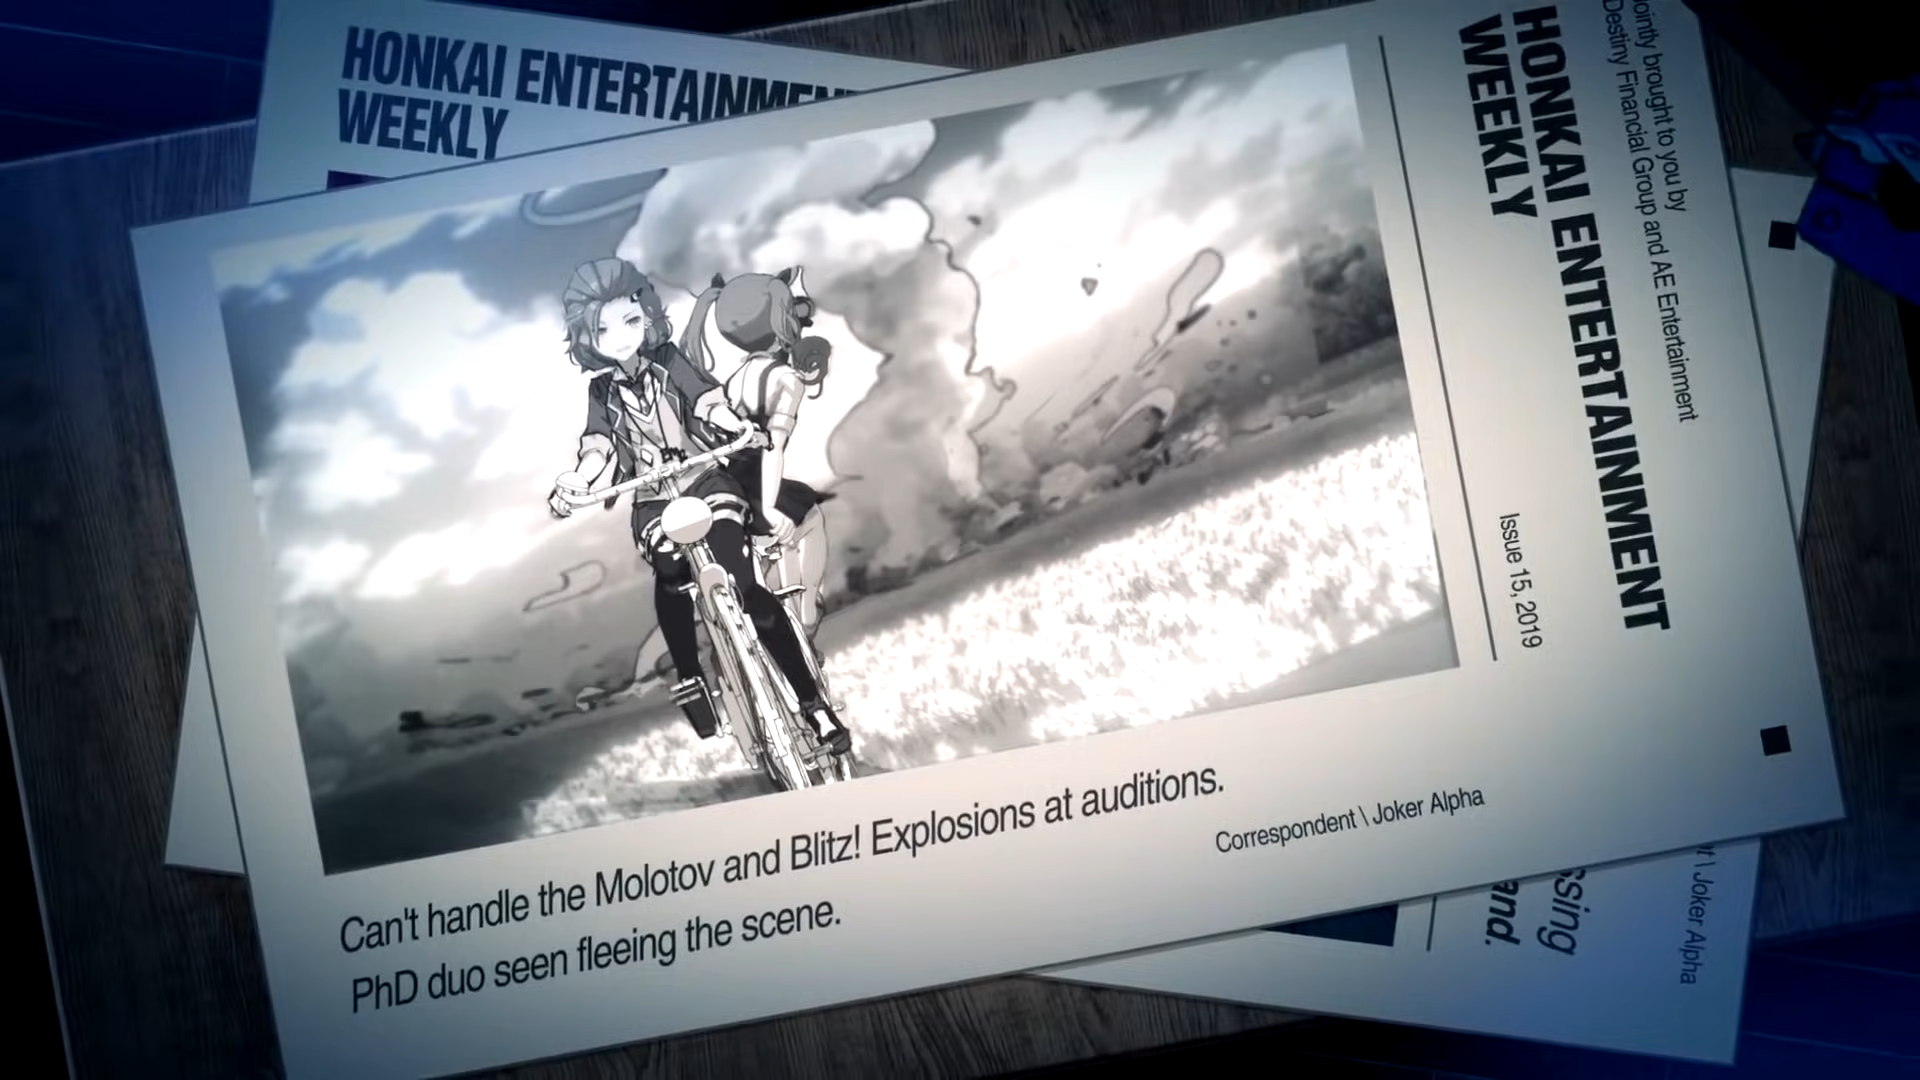 HONKAI ENTERTAINMENT
WEEKLY
Jointly brought to you by
Destiny Financial Group and AE Entertainment
HONKAI ENTERTAINMENT
WEEKLY
Issue 15, 2019
Can't handle the Molotov and Blitz! Explosions at auditions.
PhD duo seen fleeing the scene.
Correspondent \ Joker Alpha
and.
\ Joker Alpha